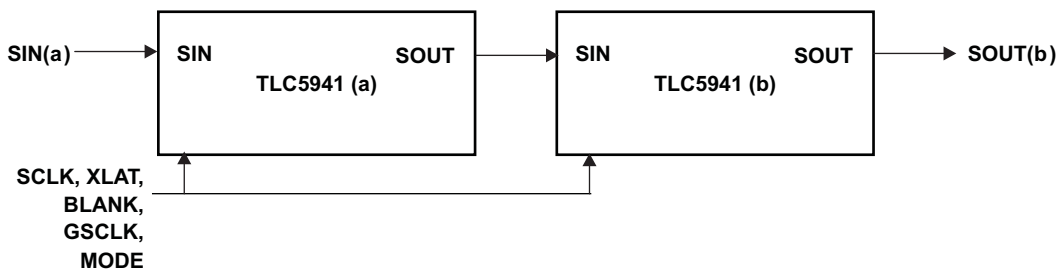 SIN(a)
SIN
SOUT
TLC5941 (a)
SIN
SOUT
TLC5941 (b)
SOUT(b)
SCLK, XLAT,
BLANK,
GSCLK,
MODE